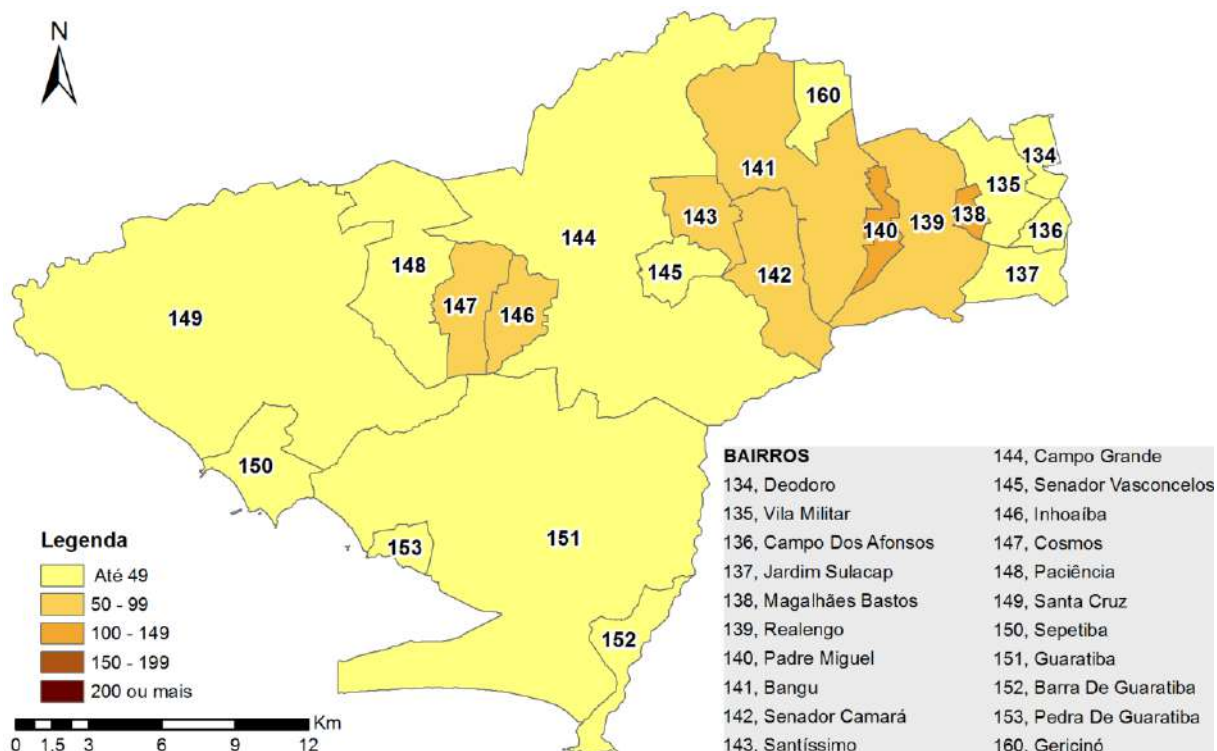 N
160
134
141
135
143
138
139
136
140
144
145
142
137
148
147
146
149
150
151
153
152
Legenda
Até 49
50 - 99
100 - 149
150 - 199
200 ou mais
Km
0 1.5 3 6 9 12
BAIRROS
134, Deodoro
135, Vila Militar
136, Campo Dos Afonsos
137, Jardim Sulacap
138, Magalhães Bastos
139, Realengo
140, Padre Miguel
141, Bangu
142, Senador Camará
143, Santíssimo
144, Campo Grande
145, Senador Vasconcelos
146, Inhoaíba
147, Cosmos
148, Paciência
149, Santa Cruz
150, Sepetiba
151, Guaratiba
152, Barra De Guaratiba
153, Pedra De Guaratiba
160, Gericinó